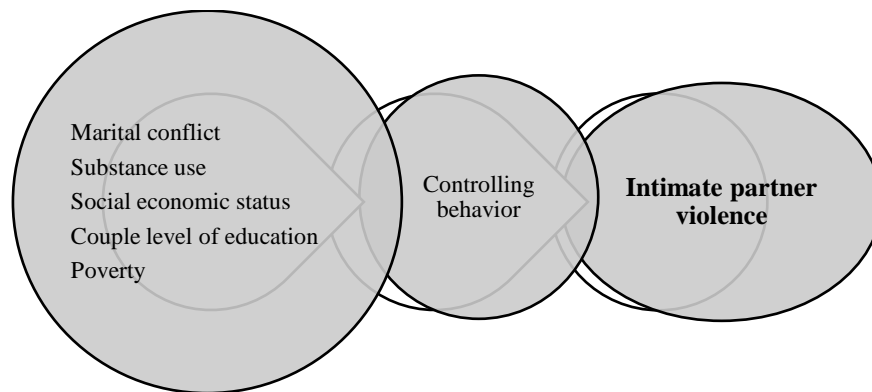 Marital conflict
Substance use
Social economic status
Couple level of education
Poverty
Controlling
behavior
Intimate partner
violence